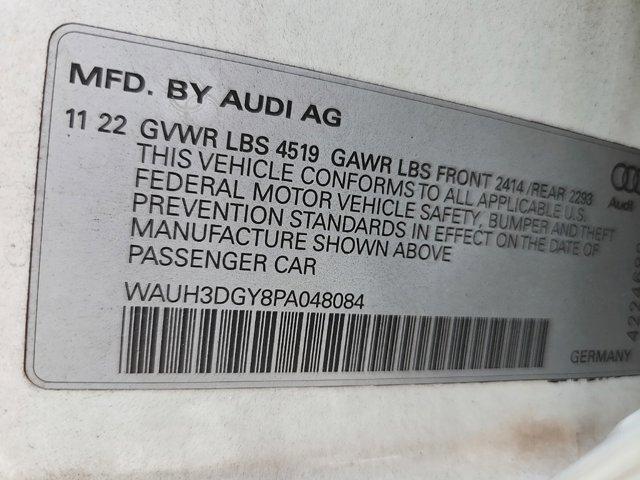 MFD. BY AUDI AG
11 22 GVWR LBS 4519 GAWR LBS FRONT 2414 /REAR 2293
THIS VEHICLE CONFORMS TO ALL APPLICABLE U.S.
FEDERAL MOTOR VEHICLE SAFETY, BUMPER AND THEFT
PREVENTION STANDARDS IN EFFECT ON THE DATE OF
MANUFACTURE SHOWN ABOVE
PASSENGER CAR
WAUH3DGY8PA048084
Audi
GERMANY